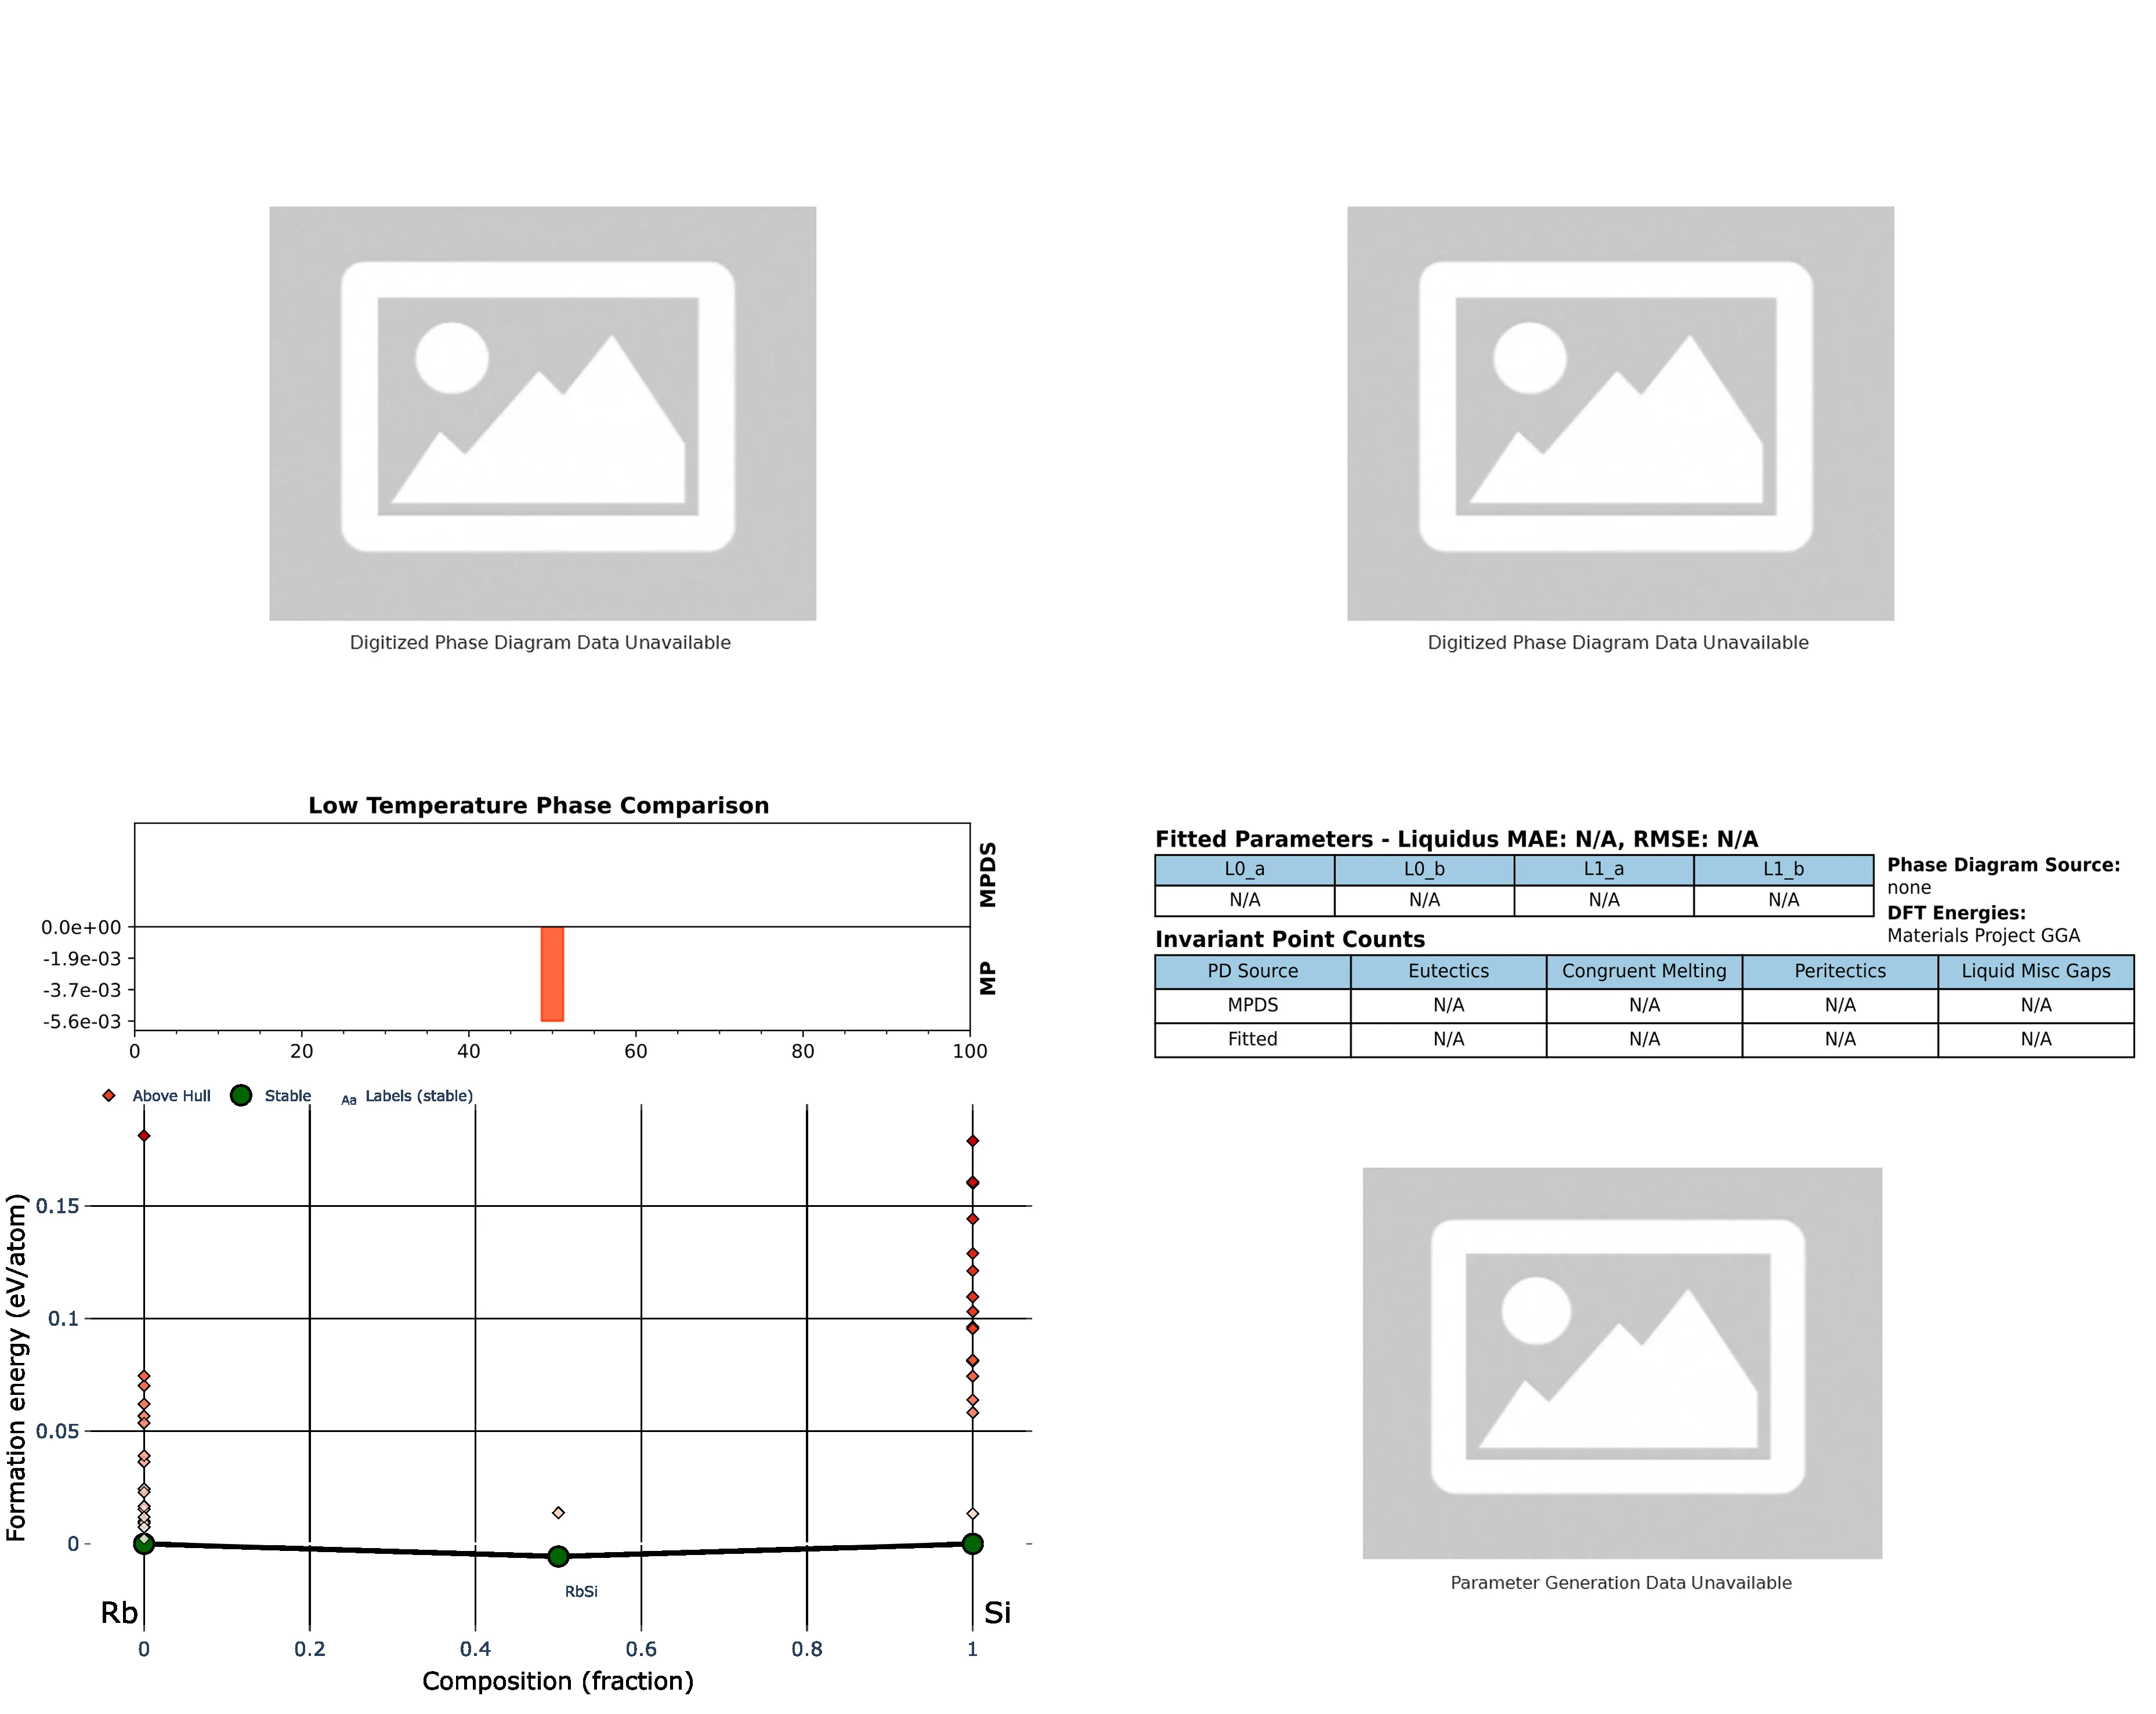 Digitized Phase Diagram Data Unavailable
Digitized Phase Diagram Data Unavailable
Low Temperature Phase Comparison
MPDS
MP
0.0e+00
-1.9e-03
-3.7e-03
-5.6e-03
0 20 40 60 80 100
Fitted Parameters - Liquidus MAE: N/A, RMSE: N/A
L0_a L0_b L1_a L1_b
N/A N/A N/A N/A
Phase Diagram Source:
none
DFT Energies:
Materials Project GGA
Invariant Point Counts
PD Source Eutectics Congruent Melting Peritectics Liquid Misc Gaps
MPDS N/A N/A N/A N/A
Fitted N/A N/A N/A N/A
Above Hull Stable Aa Labels (stable)
Formation energy (eV/atom)
0.15
0.1
0.05
0
RbSi
Rb Si
0 0.2 0.4 0.6 0.8 1
Composition (fraction)
Parameter Generation Data Unavailable